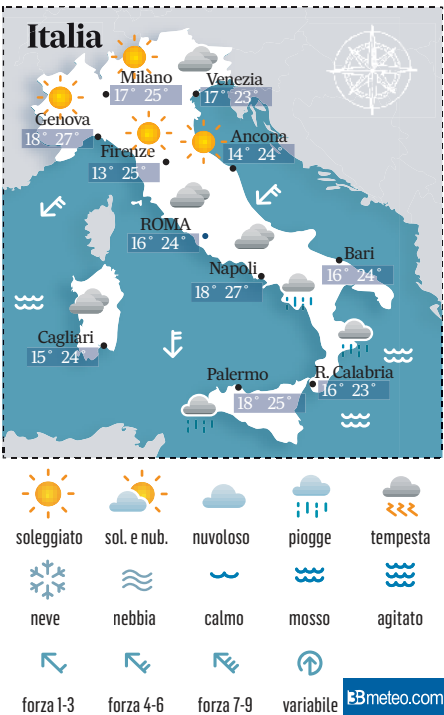 Italia
Milano
17° 25°
Venezia
17° 23°
Genova
18° 27°
Ancona
14° 24°
Firenze
13° 25°
ROMA
16° 24°
Bari
16° 24°
Napoli
18° 27°
Cagliari
15° 24°
Palermo
18° 25°
R. Calabria
16° 23°
soleggiato sol. e nub. nuvoloso piogge tempesta
neve nebbia calmo mosso agitato
forza 1-3 forza 4-6 forza 7-9 variabile
3Bmeteo.com